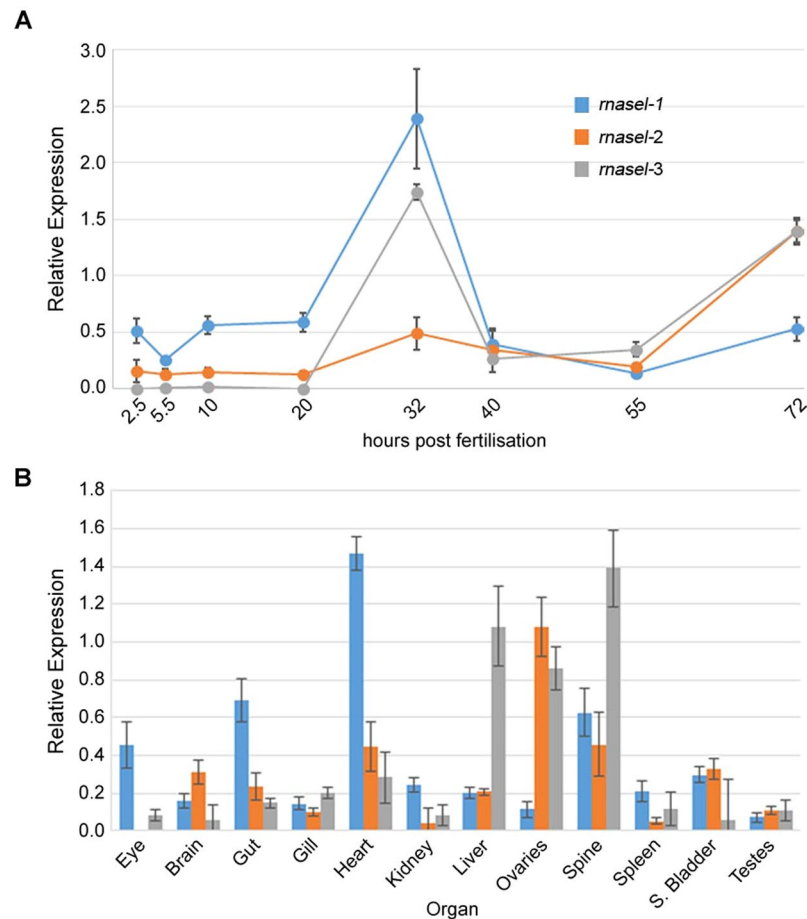 A
3.0
2.5
2.0
1.5
1.0
0.5
0.0
Relative Expression
rnasel-1
rnasel-2
rnasel-3
2.5 5.5 10 20 32 40 55 72
hours post fertilisation
B
1.8
1.6
1.4
1.2
1.0
0.8
0.6
0.4
0.2
0.0
Relative Expression
Eye Brain Gut Gill Heart Kidney Liver Ovaries Spine Spleen S. Bladder Testes
Organ